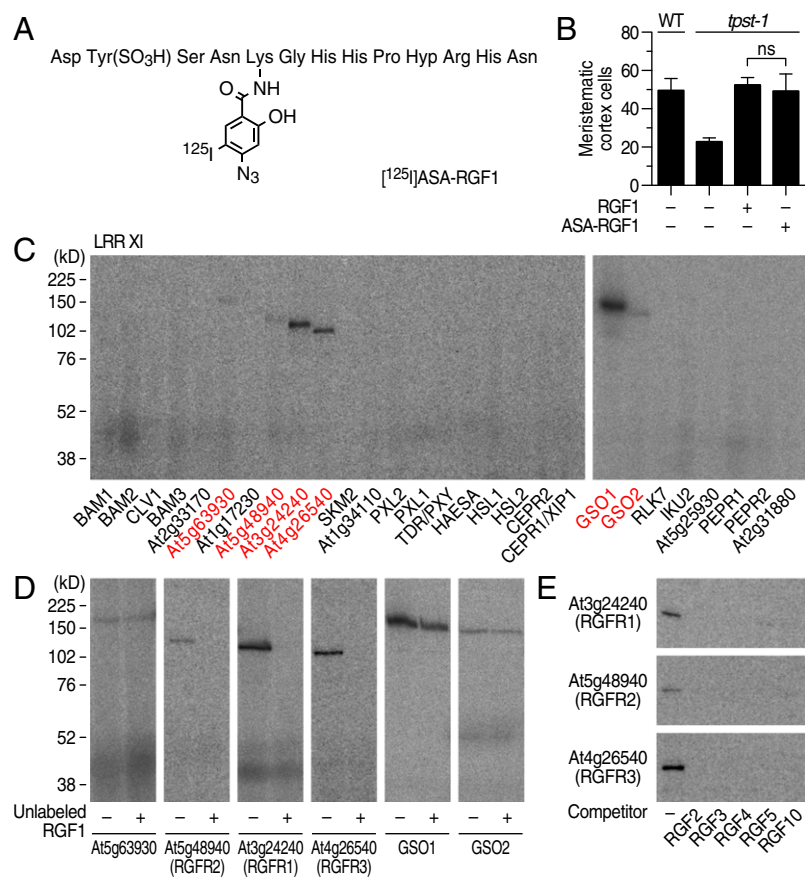 A
Asp Tyr(SO₃H) Ser Asn Lys Gly His His Pro Hyp Arg His Asn
NH
O
OH
¹²⁵I
N₃
[¹²⁵I]ASA-RGF1
B
WT tpst-1
ns
Meristematic
cortex cells
80
60
40
20
0
RGF1 – – + –
ASA-RGF1 – – – +
C
(kD) LRR XI
225
150
102
76
52
38
BAM1
BAM2
CLV1
BAM3
At2g33170
At5g63930
At1g17230
At5g48940
At3g24240
At4g26540
SKM2
At1g34110
PXL2
PXL1
TDR/PXY
HAESA
HSL1
HSL2
CEPR2
CEPR1/XIP1
GSO1
GSO2
RLK7
IKU2
At5g25930
PEPR1
PEPR2
At2g31880
D
(kD)
225
150
102
76
52
38
Unlabeled
RGF1
– + – + – + – + – + – +
At5g63930 At5g48940 At3g24240 At4g26540 GSO1 GSO2
(RGFR2) (RGFR1) (RGFR3)
E
At3g24240
(RGFR1)
At5g48940
(RGFR2)
At4g26540
(RGFR3)
Competitor – RGF2 RGF3 RGF4 RGF5 RGF10